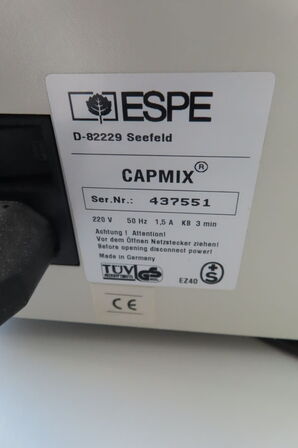 ESPE
D-82229 Seefeld
CAPMIX®
Ser.Nr.: 437551
220 V 50 Hz 1,5 A KB 3 min
Achtung ! Attention!
Vor dem Öffnen Netzstecker ziehen!
Before opening disconnect power!
Made in Germany
TÜV GS
EZ40
S
CE